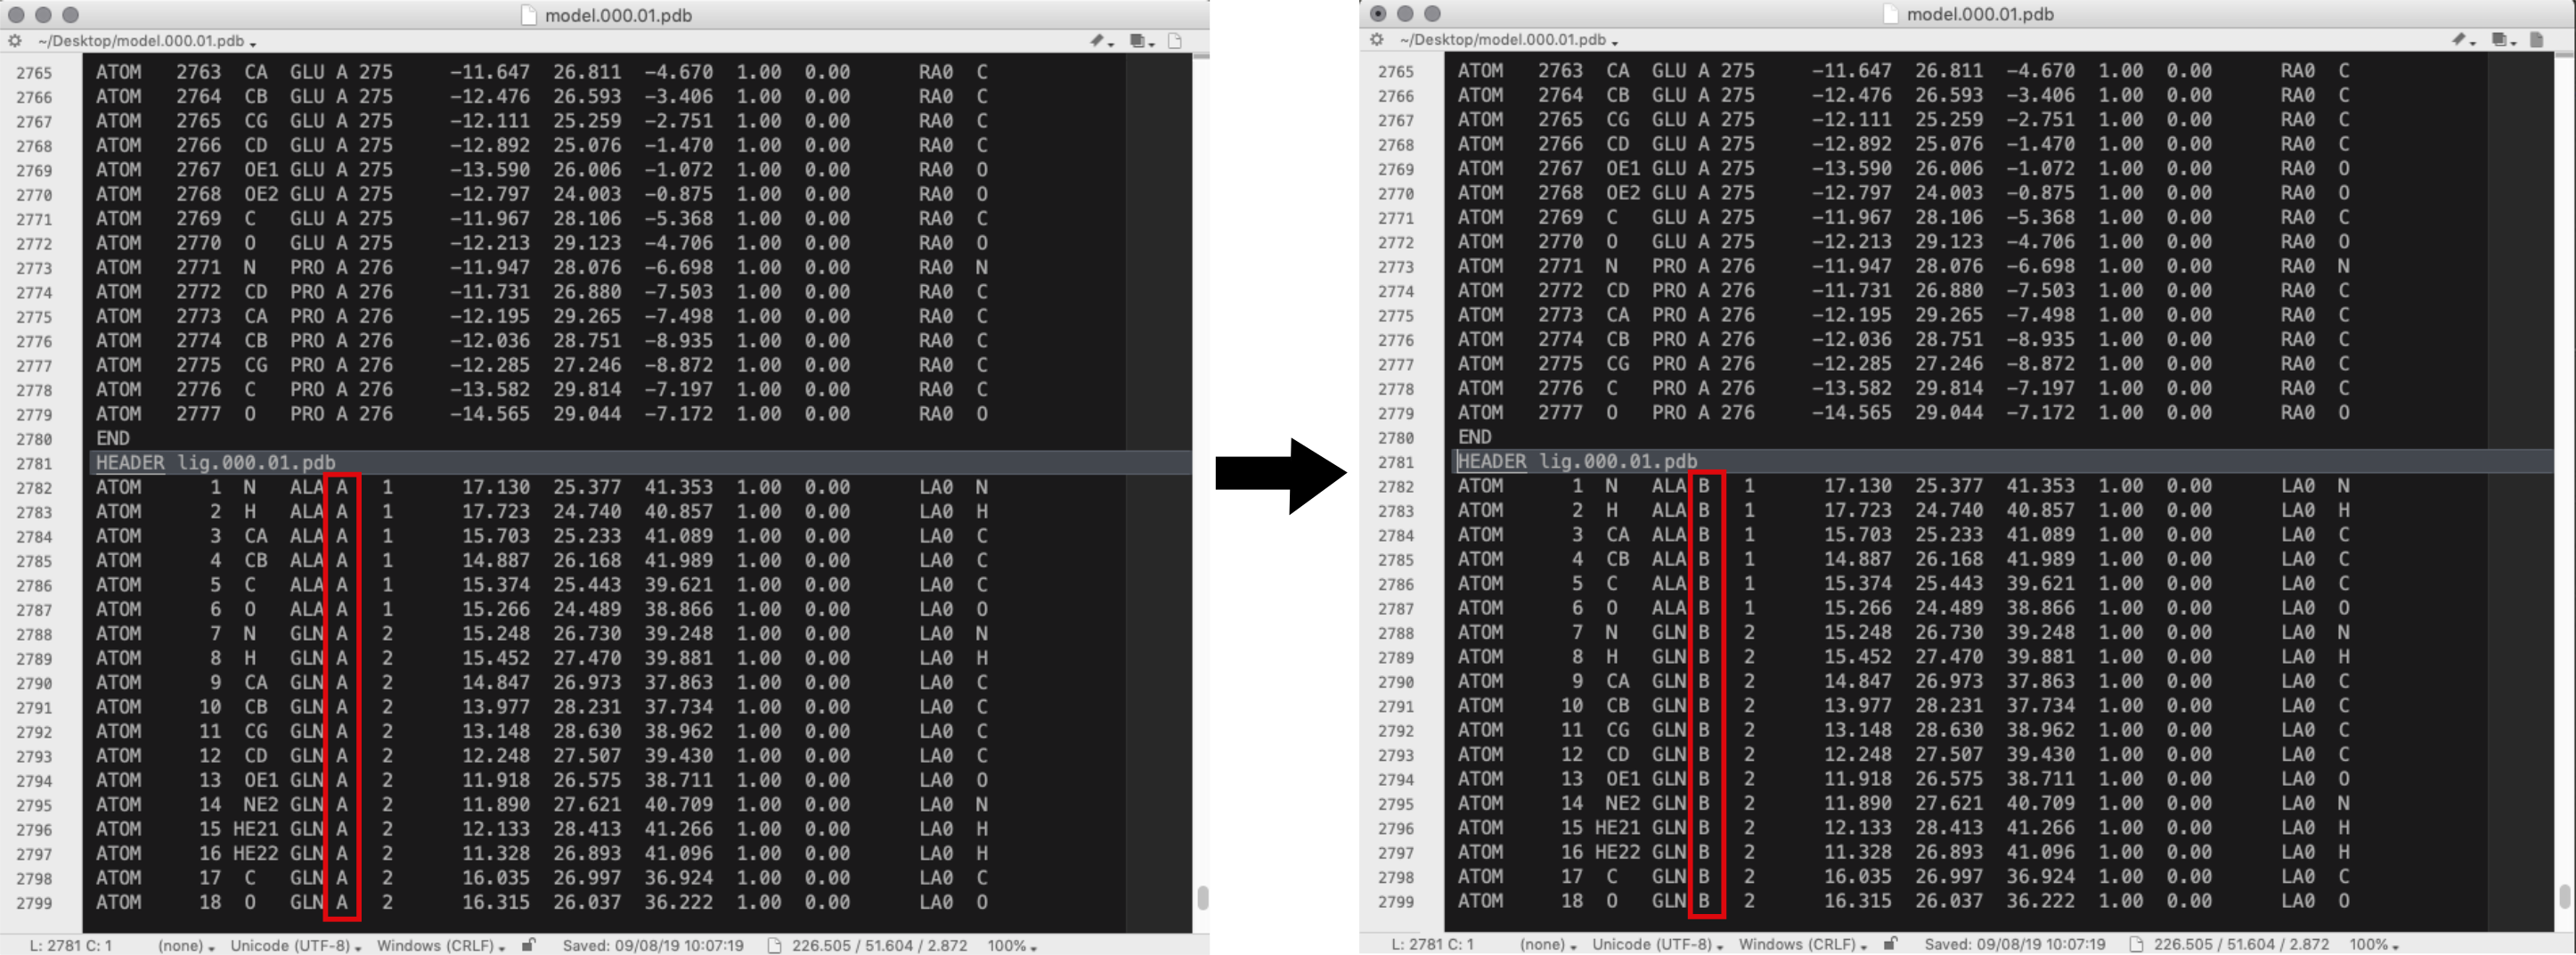 model.000.01.pdb
~/Desktop/model.000.01.pdb
2765 ATOM 2763 CA GLU A 275 -11.647 26.811 -4.670 1.00 0.00 RA0 C
2766 ATOM 2764 CB GLU A 275 -12.476 26.593 -3.406 1.00 0.00 RA0 C
2767 ATOM 2765 CG GLU A 275 -12.111 25.259 -2.751 1.00 0.00 RA0 C
2768 ATOM 2766 CD GLU A 275 -12.892 25.076 -1.470 1.00 0.00 RA0 C
2769 ATOM 2767 OE1 GLU A 275 -13.590 26.006 -1.072 1.00 0.00 RA0 O
2770 ATOM 2768 OE2 GLU A 275 -12.797 24.003 -0.875 1.00 0.00 RA0 O
2771 ATOM 2769 C GLU A 275 -11.967 28.106 -5.368 1.00 0.00 RA0 C
2772 ATOM 2770 O GLU A 275 -12.213 29.123 -4.706 1.00 0.00 RA0 O
2773 ATOM 2771 N PRO A 276 -11.947 28.076 -6.698 1.00 0.00 RA0 N
2774 ATOM 2772 CD PRO A 276 -11.731 26.880 -7.503 1.00 0.00 RA0 C
2775 ATOM 2773 CA PRO A 276 -12.195 29.265 -7.498 1.00 0.00 RA0 C
2776 ATOM 2774 CB PRO A 276 -12.036 28.751 -8.935 1.00 0.00 RA0 C
2777 ATOM 2775 CG PRO A 276 -12.285 27.246 -8.872 1.00 0.00 RA0 C
2778 ATOM 2776 C PRO A 276 -13.582 29.814 -7.197 1.00 0.00 RA0 C
2779 ATOM 2777 O PRO A 276 -14.565 29.044 -7.172 1.00 0.00 RA0 O
2780 END
2781 HEADER lig.000.01.pdb
2782 ATOM 1 N ALA A 1 17.130 25.377 41.353 1.00 0.00 LA0 N
2783 ATOM 2 H ALA A 1 17.723 24.740 40.857 1.00 0.00 LA0 H
2784 ATOM 3 CA ALA A 1 15.703 25.233 41.089 1.00 0.00 LA0 C
2785 ATOM 4 CB ALA A 1 14.887 26.168 41.989 1.00 0.00 LA0 C
2786 ATOM 5 C ALA A 1 15.374 25.443 39.621 1.00 0.00 LA0 C
2787 ATOM 6 O ALA A 1 15.266 24.489 38.866 1.00 0.00 LA0 O
2788 ATOM 7 N GLN A 2 15.248 26.730 39.248 1.00 0.00 LA0 N
2789 ATOM 8 H GLN A 2 15.452 27.470 39.881 1.00 0.00 LA0 H
2790 ATOM 9 CA GLN A 2 14.847 26.973 37.863 1.00 0.00 LA0 C
2791 ATOM 10 CB GLN A 2 13.977 28.231 37.734 1.00 0.00 LA0 C
2792 ATOM 11 CG GLN A 2 13.148 28.630 38.962 1.00 0.00 LA0 C
2793 ATOM 12 CD GLN A 2 12.248 27.507 39.430 1.00 0.00 LA0 C
2794 ATOM 13 OE1 GLN A 2 11.918 26.575 38.711 1.00 0.00 LA0 O
2795 ATOM 14 NE2 GLN A 2 11.890 27.621 40.709 1.00 0.00 LA0 N
2796 ATOM 15 HE21 GLN A 2 12.133 28.413 41.266 1.00 0.00 LA0 H
2797 ATOM 16 HE22 GLN A 2 11.328 26.893 41.096 1.00 0.00 LA0 H
2798 ATOM 17 C GLN A 2 16.035 26.997 36.924 1.00 0.00 LA0 C
2799 ATOM 18 O GLN A 2 16.315 26.037 36.222 1.00 0.00 LA0 O
L: 2781 C: 1 (none) Unicode (UTF-8) Windows (CRLF) Saved: 09/08/19 10:07:19 226.505 / 51.604 / 2.872 100%
model.000.01.pdb
~/Desktop/model.000.01.pdb
2765 ATOM 2763 CA GLU A 275 -11.647 26.811 -4.670 1.00 0.00 RA0 C
2766 ATOM 2764 CB GLU A 275 -12.476 26.593 -3.406 1.00 0.00 RA0 C
2767 ATOM 2765 CG GLU A 275 -12.111 25.259 -2.751 1.00 0.00 RA0 C
2768 ATOM 2766 CD GLU A 275 -12.892 25.076 -1.470 1.00 0.00 RA0 C
2769 ATOM 2767 OE1 GLU A 275 -13.590 26.006 -1.072 1.00 0.00 RA0 O
2770 ATOM 2768 OE2 GLU A 275 -12.797 24.003 -0.875 1.00 0.00 RA0 O
2771 ATOM 2769 C GLU A 275 -11.967 28.106 -5.368 1.00 0.00 RA0 C
2772 ATOM 2770 O GLU A 275 -12.213 29.123 -4.706 1.00 0.00 RA0 O
2773 ATOM 2771 N PRO A 276 -11.947 28.076 -6.698 1.00 0.00 RA0 N
2774 ATOM 2772 CD PRO A 276 -11.731 26.880 -7.503 1.00 0.00 RA0 C
2775 ATOM 2773 CA PRO A 276 -12.195 29.265 -7.498 1.00 0.00 RA0 C
2776 ATOM 2774 CB PRO A 276 -12.036 28.751 -8.935 1.00 0.00 RA0 C
2777 ATOM 2775 CG PRO A 276 -12.285 27.246 -8.872 1.00 0.00 RA0 C
2778 ATOM 2776 C PRO A 276 -13.582 29.814 -7.197 1.00 0.00 RA0 C
2779 ATOM 2777 O PRO A 276 -14.565 29.044 -7.172 1.00 0.00 RA0 O
2780 END
2781 HEADER lig.000.01.pdb
2782 ATOM 1 N ALA B 1 17.130 25.377 41.353 1.00 0.00 LA0 N
2783 ATOM 2 H ALA B 1 17.723 24.740 40.857 1.00 0.00 LA0 H
2784 ATOM 3 CA ALA B 1 15.703 25.233 41.089 1.00 0.00 LA0 C
2785 ATOM 4 CB ALA B 1 14.887 26.168 41.989 1.00 0.00 LA0 C
2786 ATOM 5 C ALA B 1 15.374 25.443 39.621 1.00 0.00 LA0 C
2787 ATOM 6 O ALA B 1 15.266 24.489 38.866 1.00 0.00 LA0 O
2788 ATOM 7 N GLN B 2 15.248 26.730 39.248 1.00 0.00 LA0 N
2789 ATOM 8 H GLN B 2 15.452 27.470 39.881 1.00 0.00 LA0 H
2790 ATOM 9 CA GLN B 2 14.847 26.973 37.863 1.00 0.00 LA0 C
2791 ATOM 10 CB GLN B 2 13.977 28.231 37.734 1.00 0.00 LA0 C
2792 ATOM 11 CG GLN B 2 13.148 28.630 38.962 1.00 0.00 LA0 C
2793 ATOM 12 CD GLN B 2 12.248 27.507 39.430 1.00 0.00 LA0 C
2794 ATOM 13 OE1 GLN B 2 11.918 26.575 38.711 1.00 0.00 LA0 O
2795 ATOM 14 NE2 GLN B 2 11.890 27.621 40.709 1.00 0.00 LA0 N
2796 ATOM 15 HE21 GLN B 2 12.133 28.413 41.266 1.00 0.00 LA0 H
2797 ATOM 16 HE22 GLN B 2 11.328 26.893 41.096 1.00 0.00 LA0 H
2798 ATOM 17 C GLN B 2 16.035 26.997 36.924 1.00 0.00 LA0 C
2799 ATOM 18 O GLN B 2 16.315 26.037 36.222 1.00 0.00 LA0 O
L: 2781 C: 1 (none) Unicode (UTF-8) Windows (CRLF) Saved: 09/08/19 10:07:19 226.505 / 51.604 / 2.872 100%